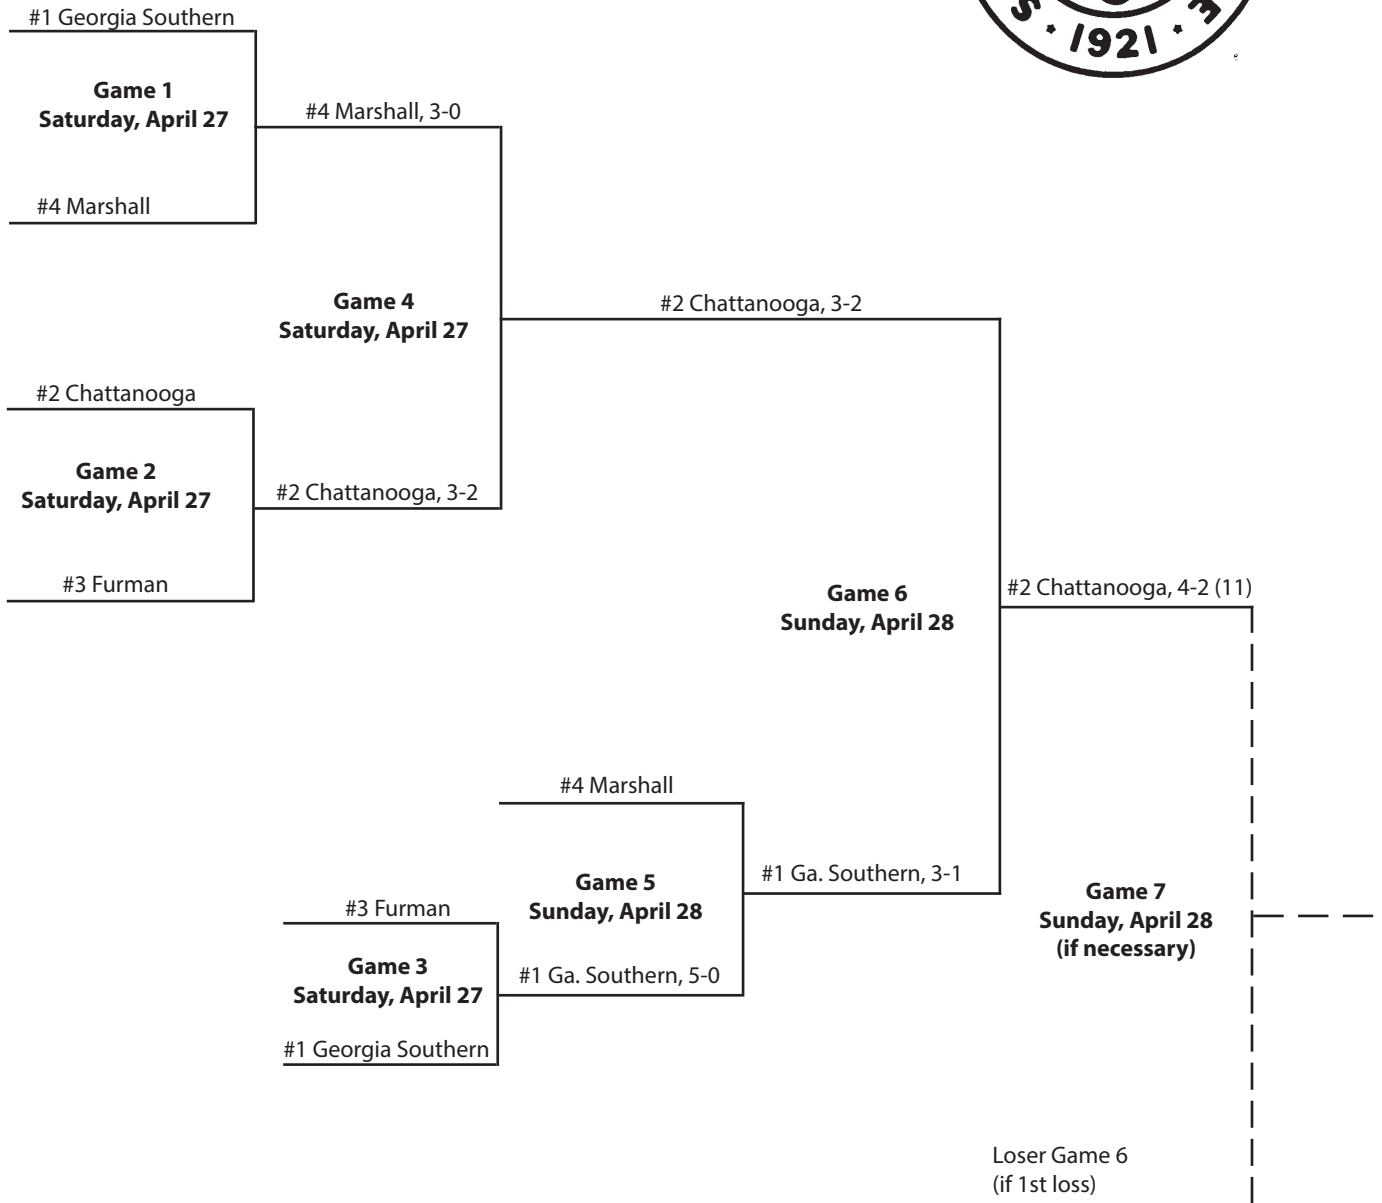 #1 Georgia Southern
S · 1921 · E
Game 1
Saturday, April 27
#4 Marshall, 3-0
#4 Marshall
Game 4
Saturday, April 27
#2 Chattanooga, 3-2
#2 Chattanooga
Game 2
Saturday, April 27
#2 Chattanooga, 3-2
#3 Furman
Game 6
Sunday, April 28
#2 Chattanooga, 4-2 (11)
#4 Marshall
Game 5
Sunday, April 28
#1 Ga. Southern, 3-1
#3 Furman
Game 3
Saturday, April 27
#1 Ga. Southern, 5-0
#1 Georgia Southern
Game 7
Sunday, April 28
(if necessary)
Loser Game 6
(if 1st loss)